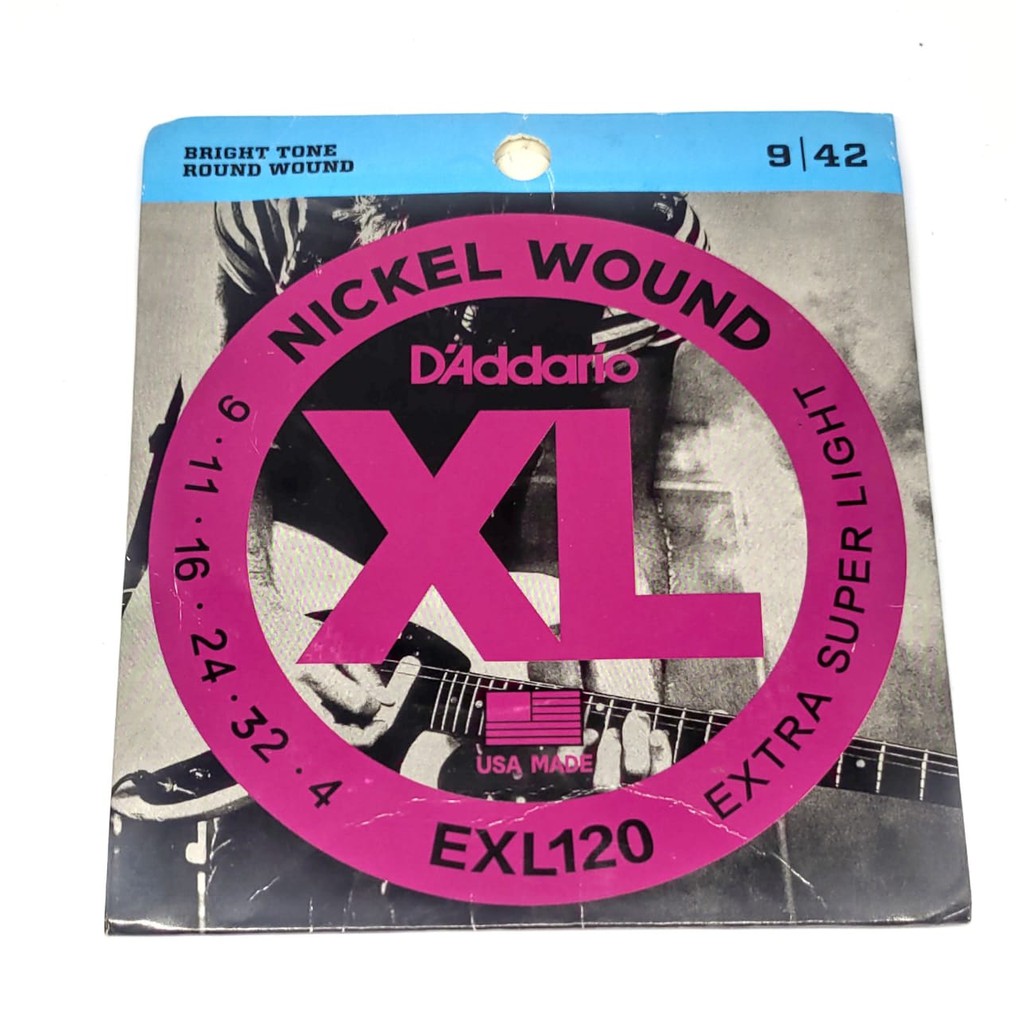 BRIGHT TONE
ROUND WOUND
9|42
NICKEL WOUND
D'Addario
XL
9 · 11 · 16 · 24 · 32 · 4
EXTRA SUPER LIGHT
USA MADE
EXL120